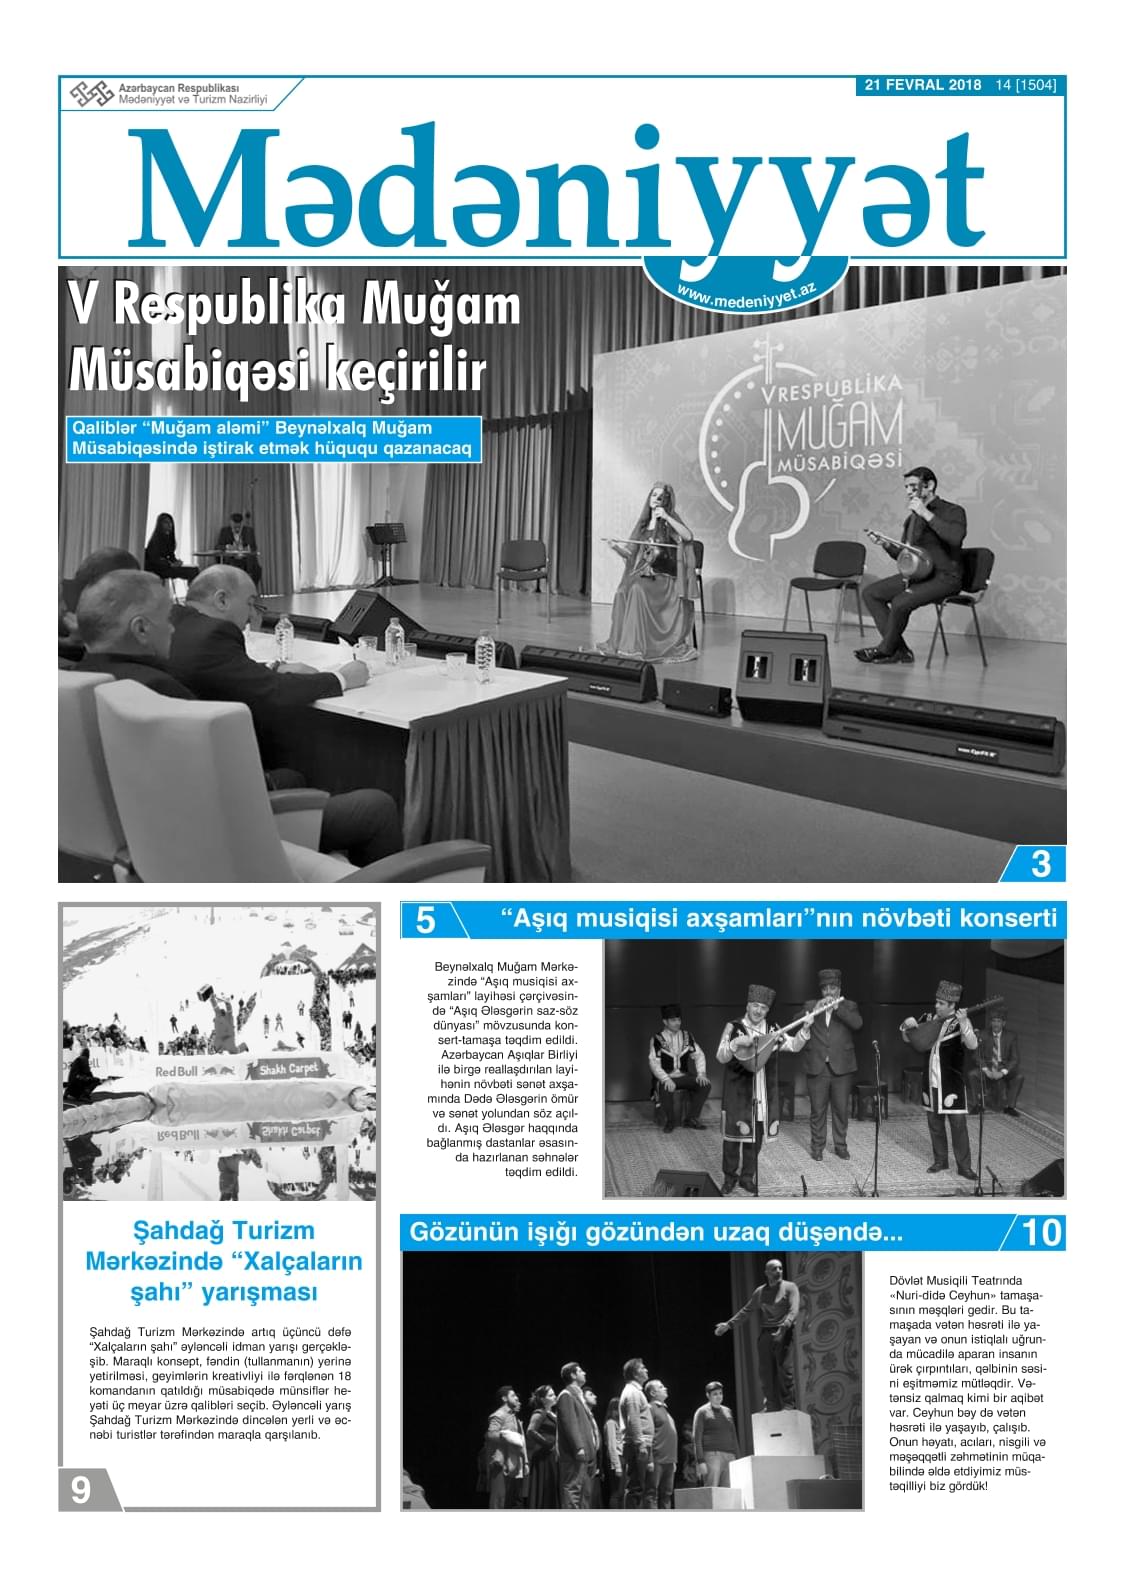 Azərbaycan Respublikası
Mədəniyyət və Turizm Nazirliyi
21 FEVRAL 2018 14 [1504]
Mədəniyyət
www.medeniyyet.az
V Respublika Muğam
Müsabiqəsi keçirilir
Qaliblər “Muğam aləmi” Beynəlxalq Muğam
Müsabiqəsində iştirak etmək hüququ qazanacaq
V RESPUBLİKA
MUĞAM
MÜSABİQƏSİ
3
Red Bull
Shakh Carpet
Red Bull
Shakh Carpet
Şahdağ Turizm
Mərkəzində “Xalçaların
şahı” yarışması
Şahdağ Turizm Mərkəzində artıq üçüncü dəfə
“Xalçaların şahı” əyləncəli idman yarışı gerçəklə-
şib. Maraqlı konsept, fəndin (tullanmanın) yerinə
yetirilməsi, geyimlərin kreativliyi ilə fərqlənən 18
komandanın qatıldığı müsabiqədə münsiflər he-
yəti üç meyar üzrə qalibləri seçib. Əyləncəli yarış
Şahdağ Turizm Mərkəzində dincələn yerli və əc-
nəbi turistlər tərəfindən maraqla qarşılanıb.
9
5
“Aşıq musiqisi axşamları”nın növbəti konserti
Beynəlxalq Muğam Mərkə-
zində “Aşıq musiqisi ax-
şamları” layihəsi çərçivəsin-
də “Aşıq Ələsgərin saz-söz
dünyası” mövzusunda kon-
sert-tamaşa təqdim edildi.
Azərbaycan Aşıqlar Birliyi
ilə birgə reallaşdırılan layi-
hənin növbəti sənət axşa-
mında Dədə Ələsgərin ömür
və sənət yolundan söz açıl-
dı. Aşıq Ələsgər haqqında
bağlanmış dastanlar əsasın-
da hazırlanan səhnələr
təqdim edildi.
Gözünün işığı gözündən uzaq düşəndə...
10
Dövlət Musiqili Teatrında
«Nuri-didə Ceyhun» tamaşa-
sının məşqləri gedir. Bu ta-
maşada vətən həsrəti ilə ya-
şayan və onun istiqlalı uğrun-
da mücadilə aparan insanın
ürək çırpıntıları, qəlbinin səsi-
ni eşitməmiz mütləqdir. Və-
tənsiz qalmaq kimi bir aqibət
var. Ceyhun bəy də vətən
həsrəti ilə yaşayıb, çalışıb.
Onun həyatı, acıları, nisgili və
məşəqqətli zəhmətinin müqa-
bilində əldə etdiyimiz müs-
təqilliyi biz gördük!